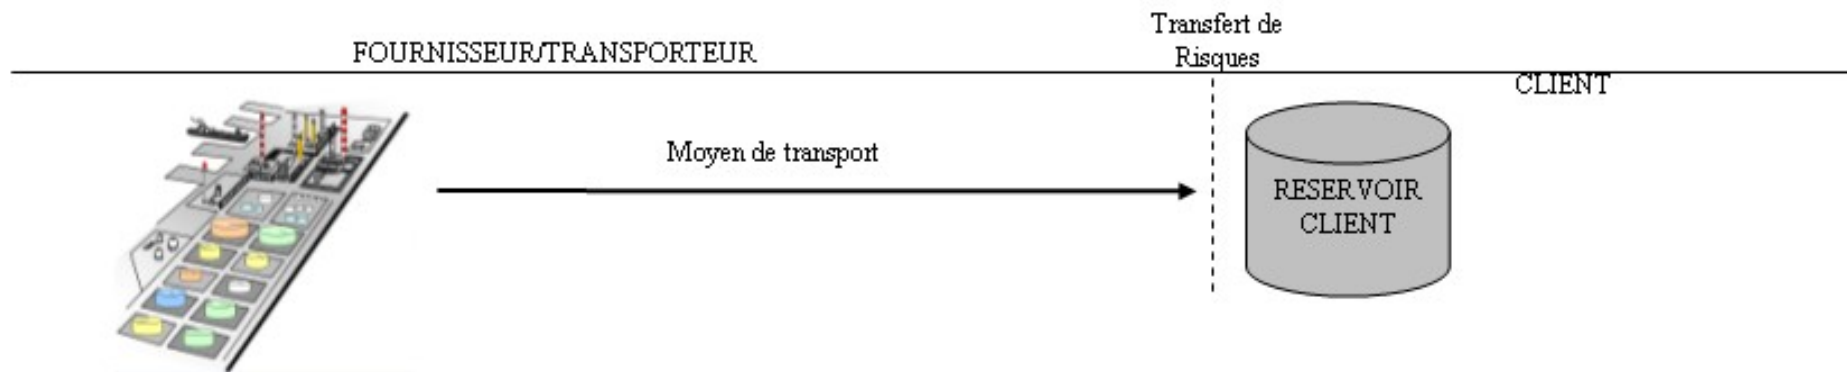 Transfert de
Risques
FOURNISSEUR/TRANSPORTEUR
CLIENT
Moyen de transport
RESERVOIR
CLIENT